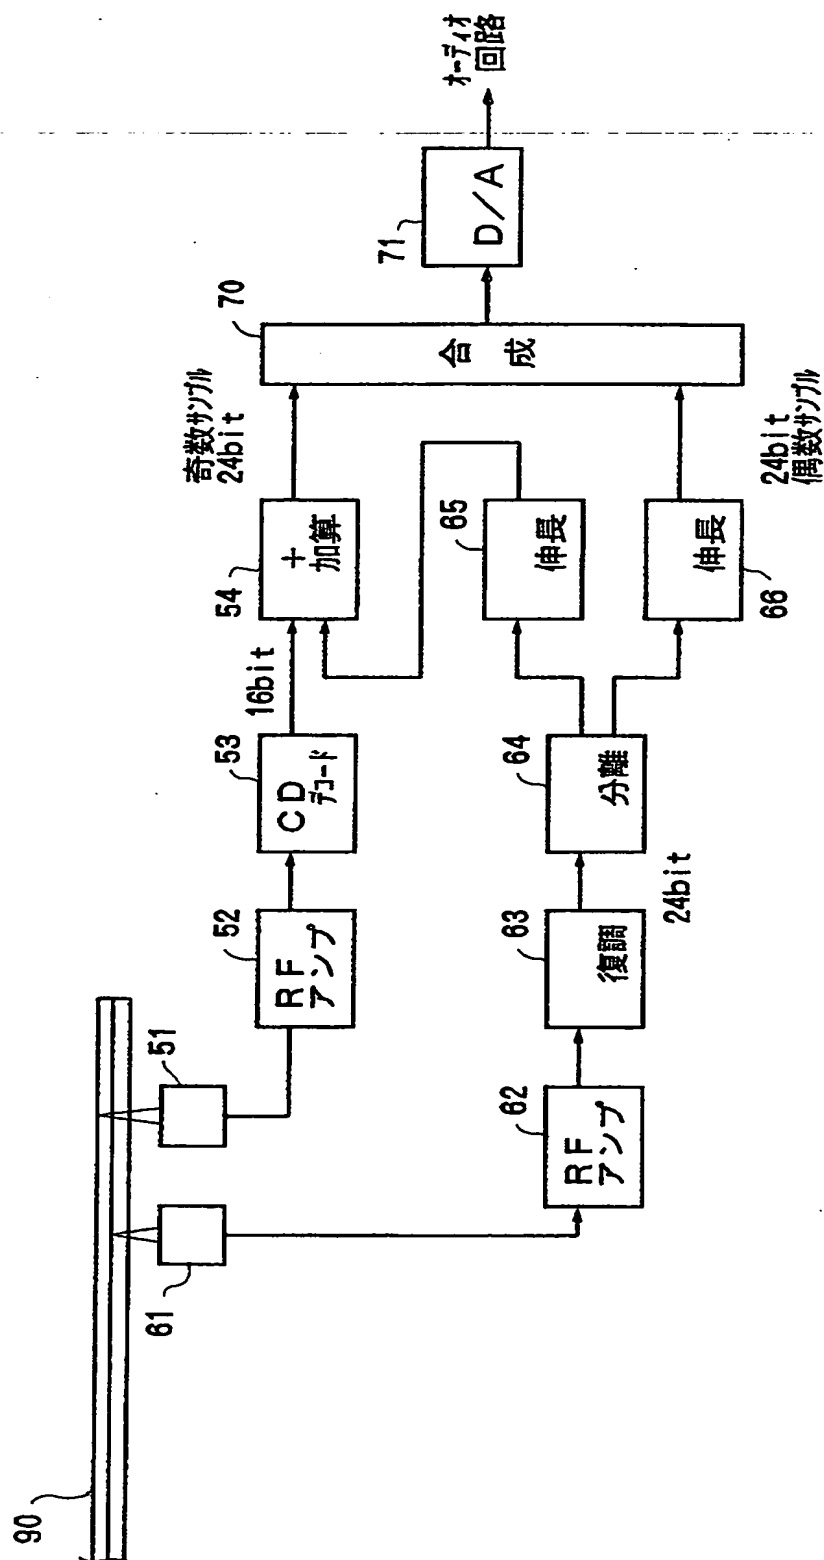 90
61
51
RF
アンプ
52
CD
デコード
53
16bit
+
加算
54
奇数サンプル
24bit
RF
アンプ
62
復調
63
24bit
分離
64
伸長
65
伸長
66
24bit
偶数サンプル
合成
70
D/A
71
オーディオ
回路